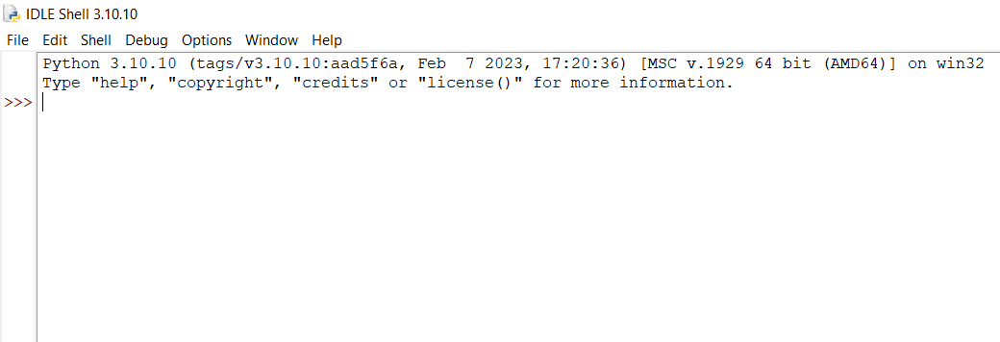 IDLE Shell 3.10.10
File Edit Shell Debug Options Window Help
Python 3.10.10 (tags/v3.10.10:aad5f6a, Feb  7 2023, 17:20:36) [MSC v.1929 64 bit (AMD64)] on win32
Type "help", "copyright", "credits" or "license()" for more information.
>>>